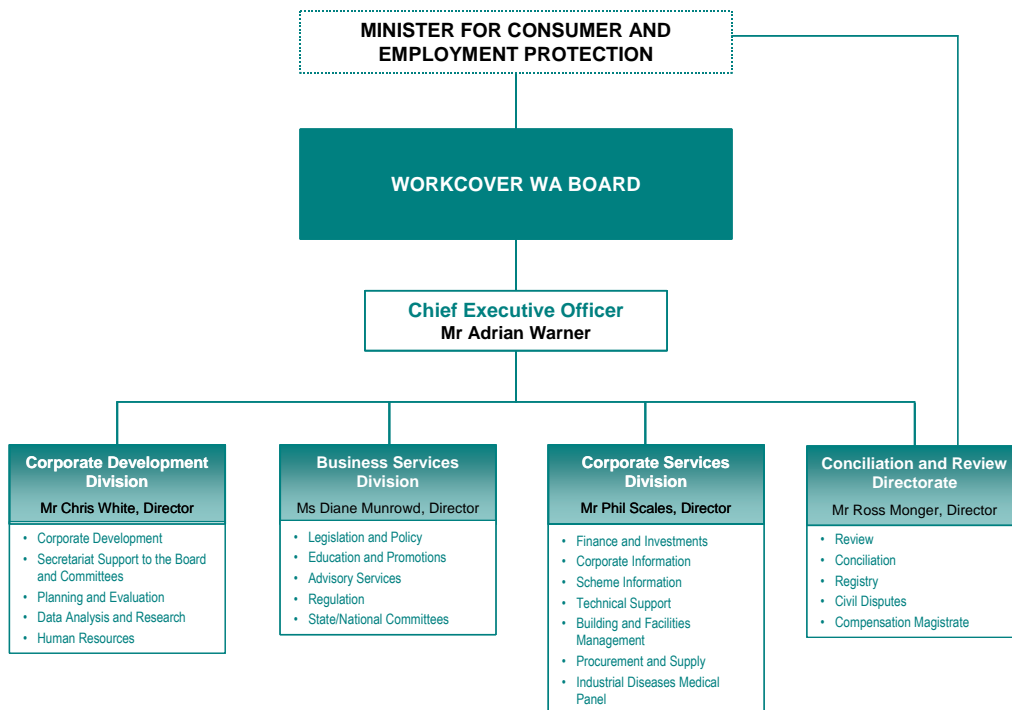 MINISTER FOR CONSUMER AND
EMPLOYMENT PROTECTION
WORKCOVER WA BOARD
Chief Executive Officer
Mr Adrian Warner
Corporate Development
Division
Mr Chris White, Director
• Corporate Development
• Secretariat Support to the Board
and Committees
• Planning and Evaluation
• Data Analysis and Research
• Human Resources
Business Services
Division
Ms Diane Munrowd, Director
• Legislation and Policy
• Education and Promotions
• Advisory Services
• Regulation
• State/National Committees
Corporate Services
Division
Mr Phil Scales, Director
• Finance and Investments
• Corporate Information
• Scheme Information
• Technical Support
• Building and Facilities
Management
• Procurement and Supply
• Industrial Diseases Medical
Panel
Conciliation and Review
Directorate
Mr Ross Monger, Director
• Review
• Conciliation
• Registry
• Civil Disputes
• Compensation Magistrate